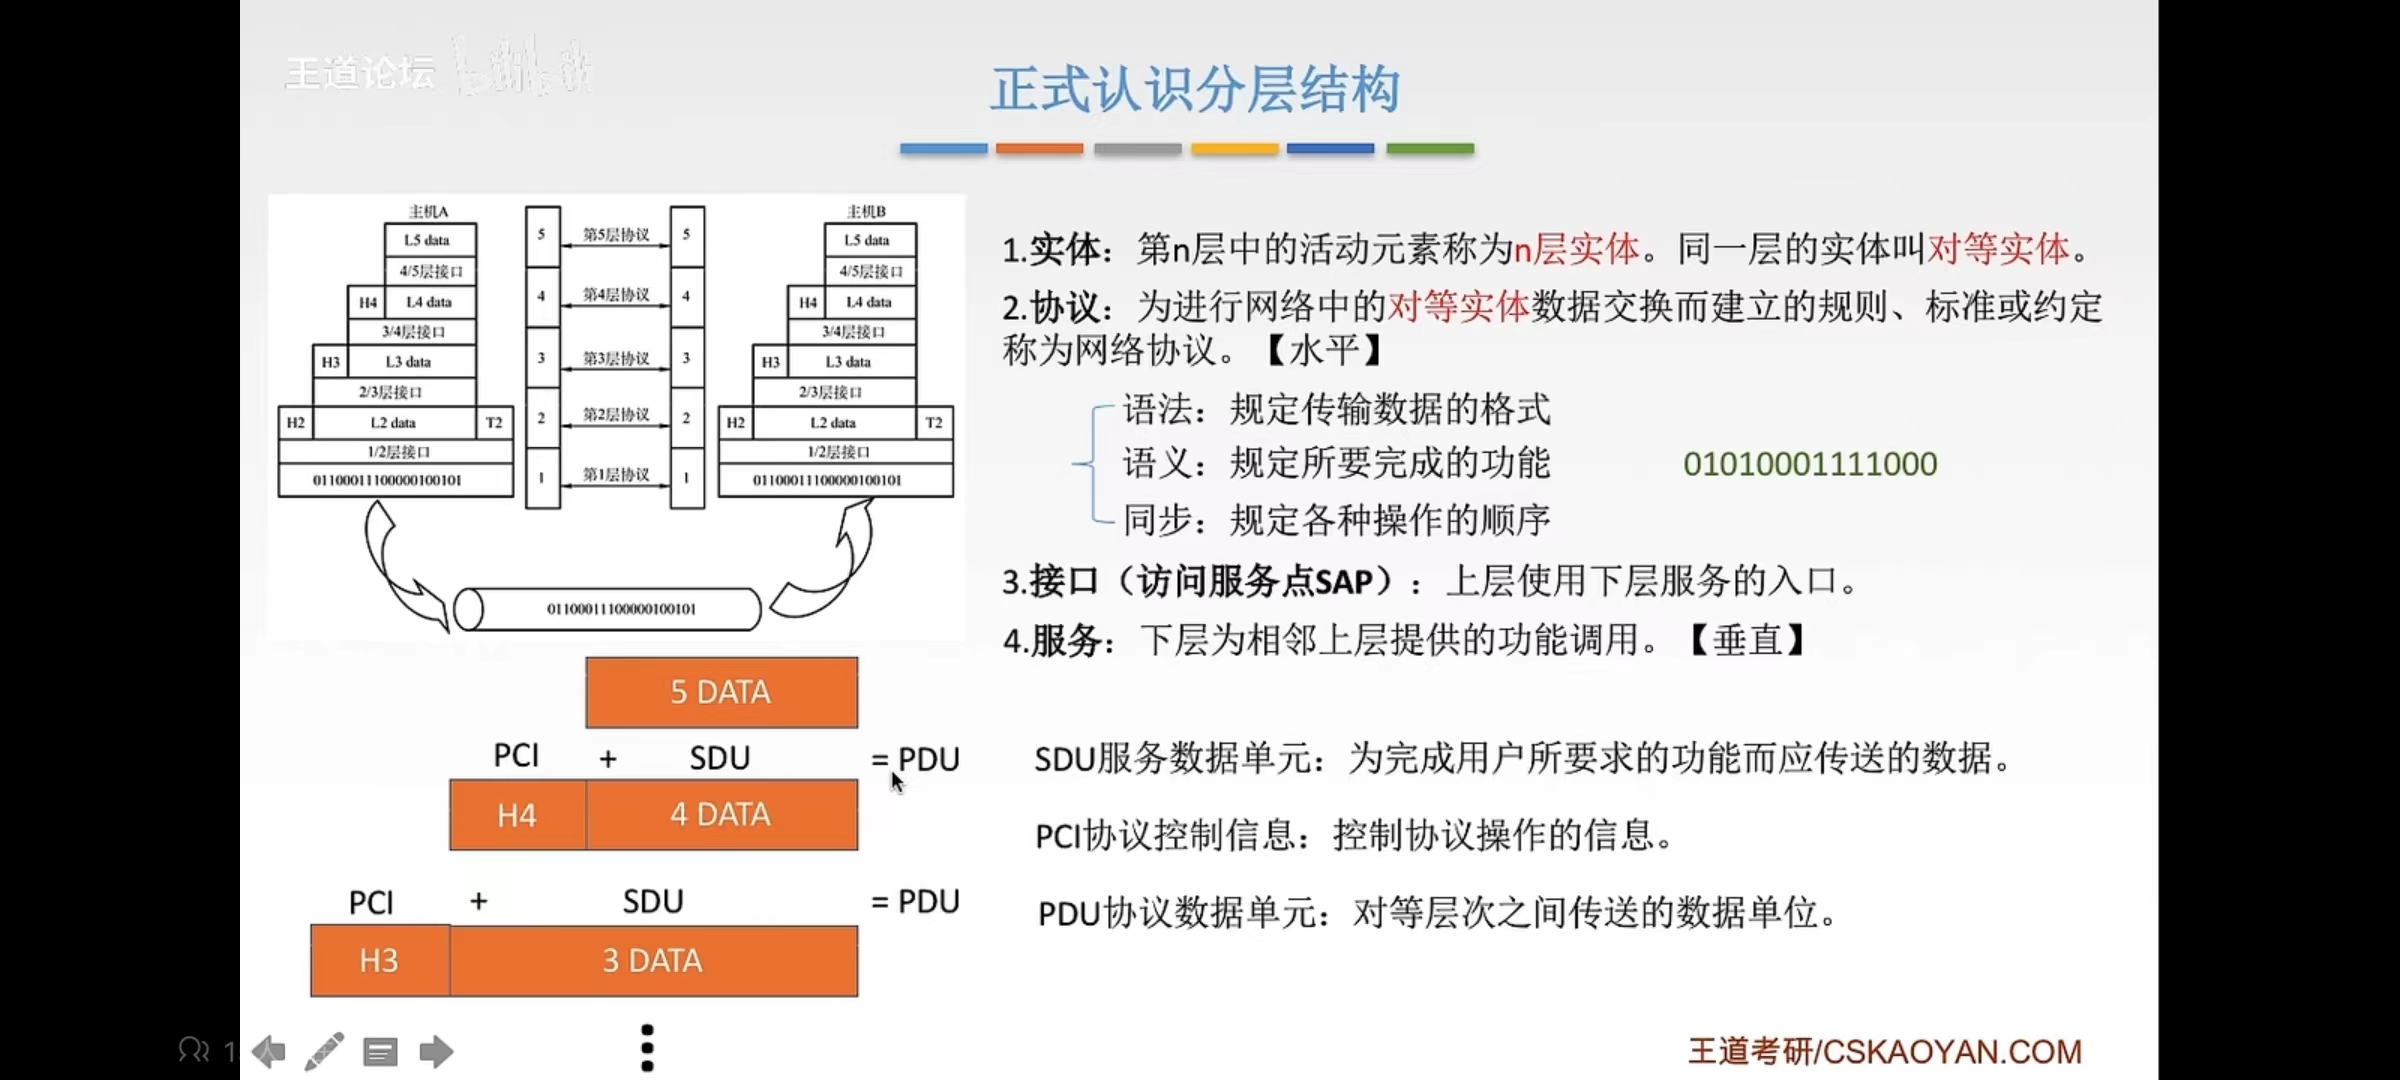 王道论坛 bilibili
正式认识分层结构
主机A
L5 data
4/5层接口
H4 L4 data
3/4层接口
H3 L3 data
2/3层接口
H2 L2 data T2
1/2层接口
01100011100000100101
5 第5层协议 5
4 第4层协议 4
3 第3层协议 3
2 第2层协议 2
1 第1层协议 1
主机B
L5 data
4/5层接口
H4 L4 data
3/4层接口
H3 L3 data
2/3层接口
H2 L2 data T2
1/2层接口
01100011100000100101
01100011100000100101
5 DATA
PCI + SDU = PDU
H4 4 DATA
PCI + SDU = PDU
H3 3 DATA
1.实体：第n层中的活动元素称为n层实体。同一层的实体叫对等实体。
2.协议：为进行网络中的对等实体数据交换而建立的规则、标准或约定
称为网络协议。【水平】
语法：规定传输数据的格式
语义：规定所要完成的功能
01010001111000
同步：规定各种操作的顺序
3.接口（访问服务点SAP）：上层使用下层服务的入口。
4.服务：下层为相邻上层提供的功能调用。【垂直】
SDU服务数据单元：为完成用户所要求的功能而应传送的数据。
PCI协议控制信息：控制协议操作的信息。
PDU协议数据单元：对等层次之间传送的数据单位。
王道考研/CSKAOYAN.COM